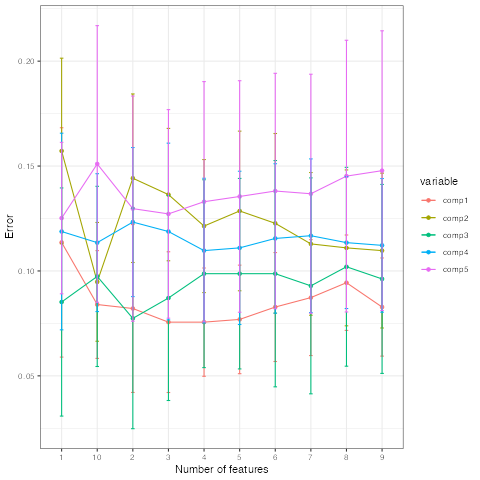 0.20
0.15
0.10
0.05
Error
1 10 2 3 4 5 6 7 8 9
Number of features
variable
comp1
comp2
comp3
comp4
comp5